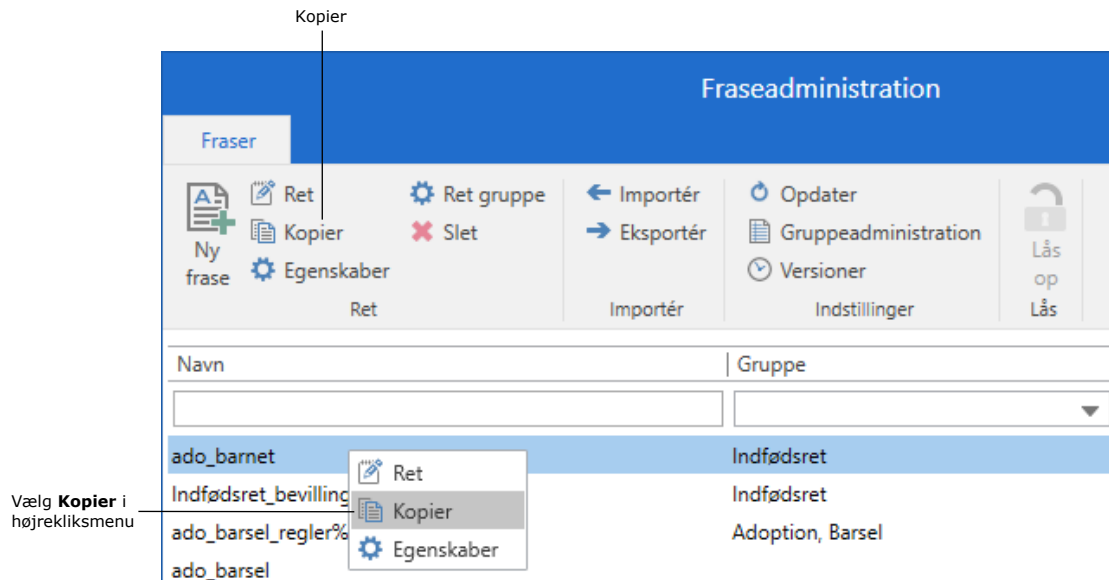 Kopier
Fraseadministration
Fraser
Ny
frase
Ret
Kopier
Egenskaber
Ret gruppe
Slet
Ret
Importér
Eksportér
Importér
Opdater
Gruppeadministration
Versioner
Indstillinger
Lås
op
Lås
Navn
Gruppe
ado_barnet
Indfødsret
Indfødsret_bevilling
Indfødsret
ado_barsel_regler%
Adoption, Barsel
ado_barsel
Ret
Kopier
Egenskaber
Vælg Kopier i
højrekliksmenu